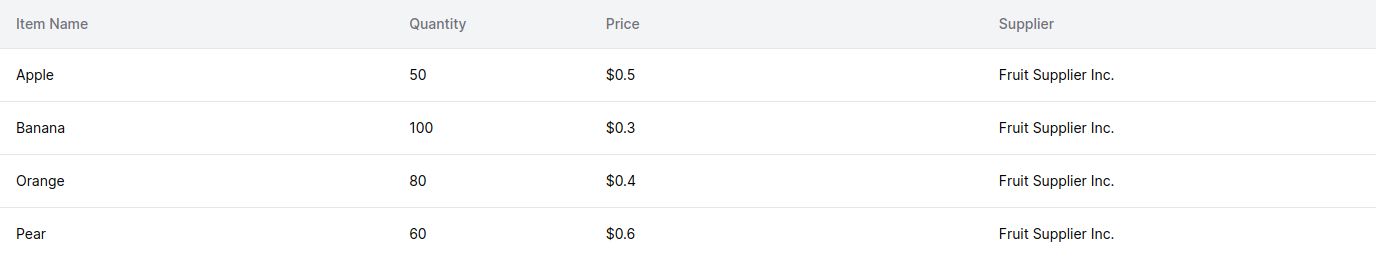 Item Name Quantity Price Supplier
Apple 50 $0.5 Fruit Supplier Inc.
Banana 100 $0.3 Fruit Supplier Inc.
Orange 80 $0.4 Fruit Supplier Inc.
Pear 60 $0.6 Fruit Supplier Inc.